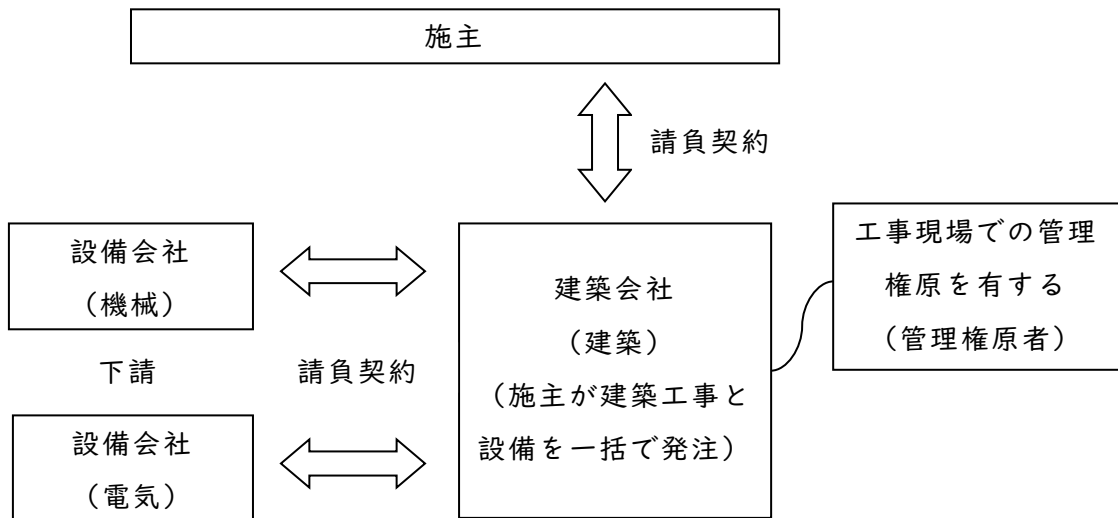 施主
請負契約
設備会社
（機械）
下請
請負契約
設備会社
（電気）
建築会社
（建築）
（施主が建築工事と
設備を一括で発注）
工事現場での管理
権原を有する
（管理権原者）